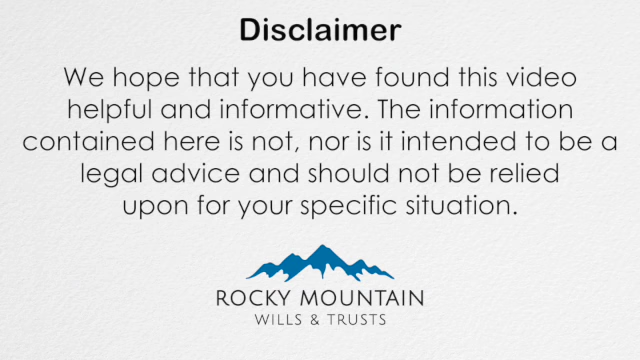 Disclaimer
We hope that you have found this video
helpful and informative. The information
contained here is not, nor is it intended to be a
legal advice and should not be relied
upon for your specific situation.
ROCKY MOUNTAIN
WILLS & TRUSTS